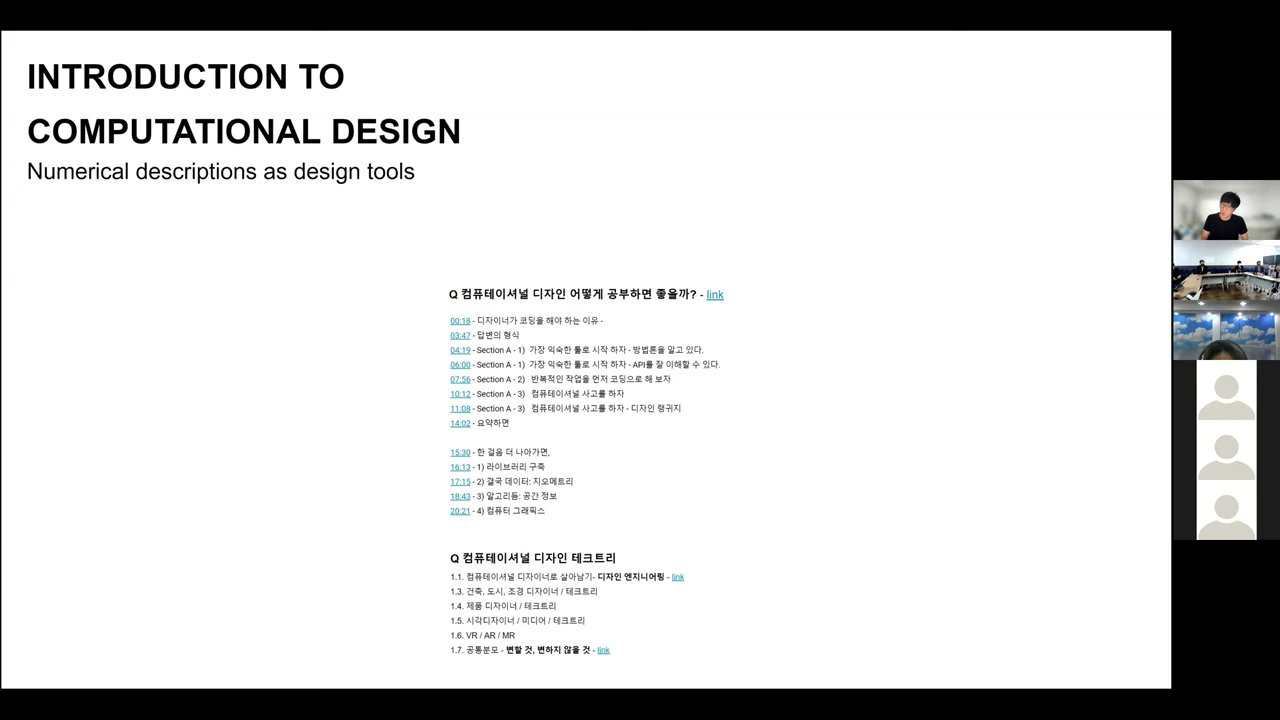 INTRODUCTION TO
COMPUTATIONAL DESIGN
Numerical descriptions as design tools
Q 컴퓨테이셔널 디자인 어떻게 공부하면 좋을까? - link
00:18 - 디자이너가 코딩을 해야 하는 이유 -
03:47 - 답변의 형식
04:19 - Section A - 1) 가장 익숙한 툴로 시작 하자 - 방법론을 알고 있다.
06:00 - Section A - 1) 가장 익숙한 툴로 시작 하자 - API를 잘 이해할 수 있다.
07:56 - Section A - 2) 반복적인 작업을 먼저 코딩으로 해 보자
10:12 - Section A - 3) 컴퓨테이셔널 사고를 하자
11:08 - Section A - 3) 컴퓨테이셔널 사고를 하자 - 디자인 랭귀지
14:02 - 요약하면
15:30 - 한 걸음 더 나아가면,
16:13 - 1) 라이브러리 구축
17:15 - 2) 결국 데이터: 지오메트리
18:43 - 3) 알고리듬: 공간 정보
20:21 - 4) 컴퓨터 그래픽스
Q 컴퓨테이셔널 디자인 테크트리
1.1. 컴퓨테이셔널 디자이너로 살아남기- 디자인 엔지니어링 - link
1.3. 건축, 도시, 조경 디자이너 / 테크트리
1.4. 제품 디자이너 / 테크트리
1.5. 시각디자이너 / 미디어 / 테크트리
1.6. VR / AR / MR
1.7. 공통분모 - 변할 것, 변하지 않을 것 - link